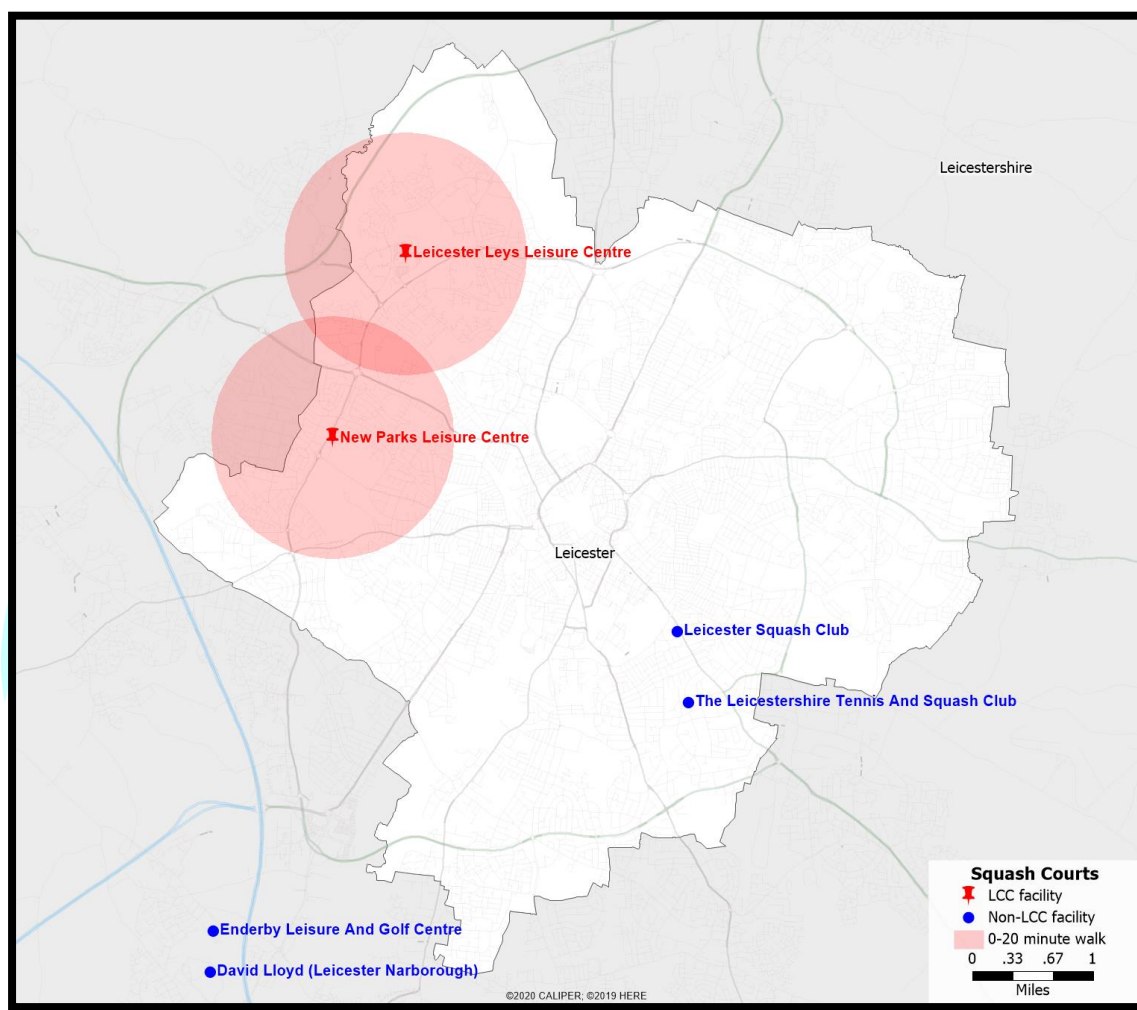 Leicestershire
Leicester Leys Leisure Centre
New Parks Leisure Centre
Leicester
Leicester Squash Club
The Leicestershire Tennis And Squash Club
Enderby Leisure And Golf Centre
David Lloyd (Leicester Narborough)
Squash Courts
LCC facility
Non-LCC facility
0-20 minute walk
0 .33 .67 1
Miles
©2020 CALIPER; ©2019 HERE